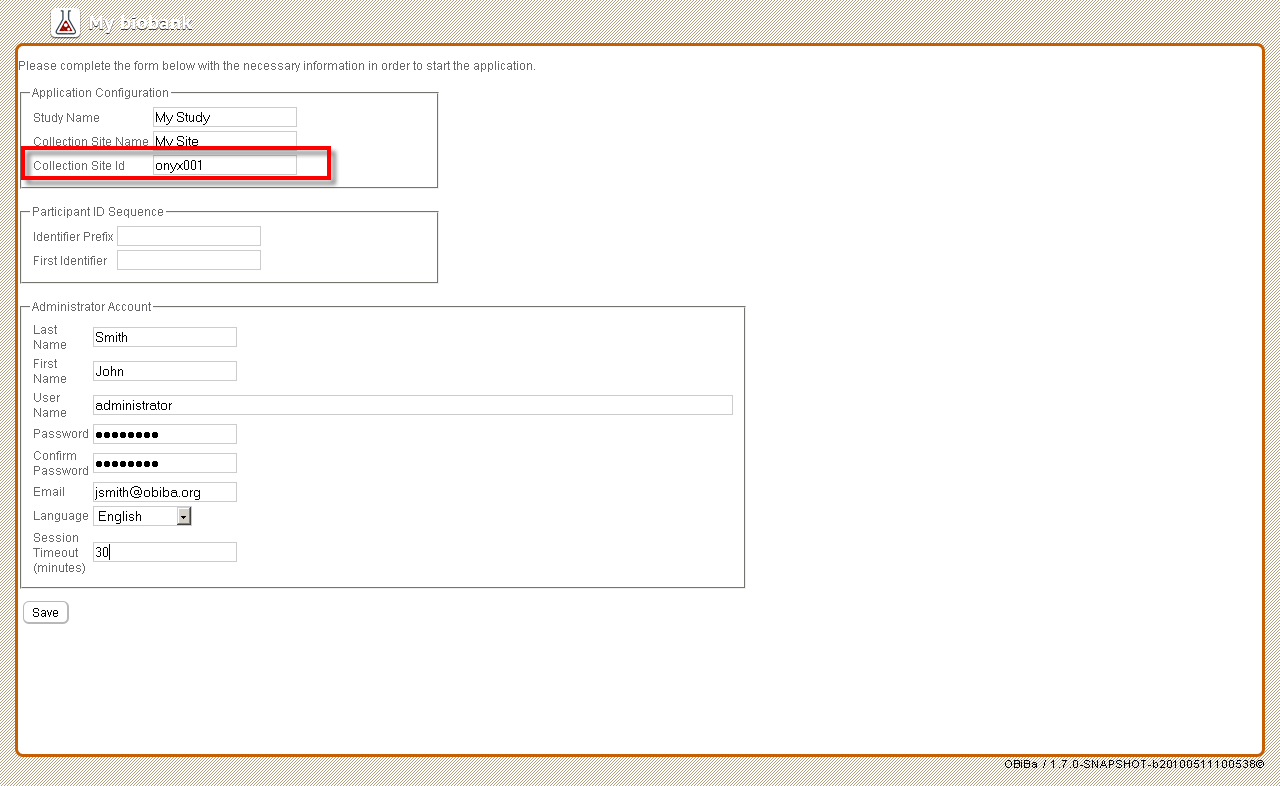 My biobank
Please complete the form below with the necessary information in order to start the application.
Application Configuration
Study Name My Study
Collection Site Name My Site
Collection Site Id onyx001
Participant ID Sequence
Identifier Prefix
First Identifier
Administrator Account
Last
Name Smith
First
Name John
User
Name administrator
Password ●●●●●●●●
Confirm
Password ●●●●●●●●
Email jsmith@obiba.org
Language English
Session
Timeout 30
(minutes)
Save
OBiBa / 1.7.0-SNAPSHOT-b20100511100538©